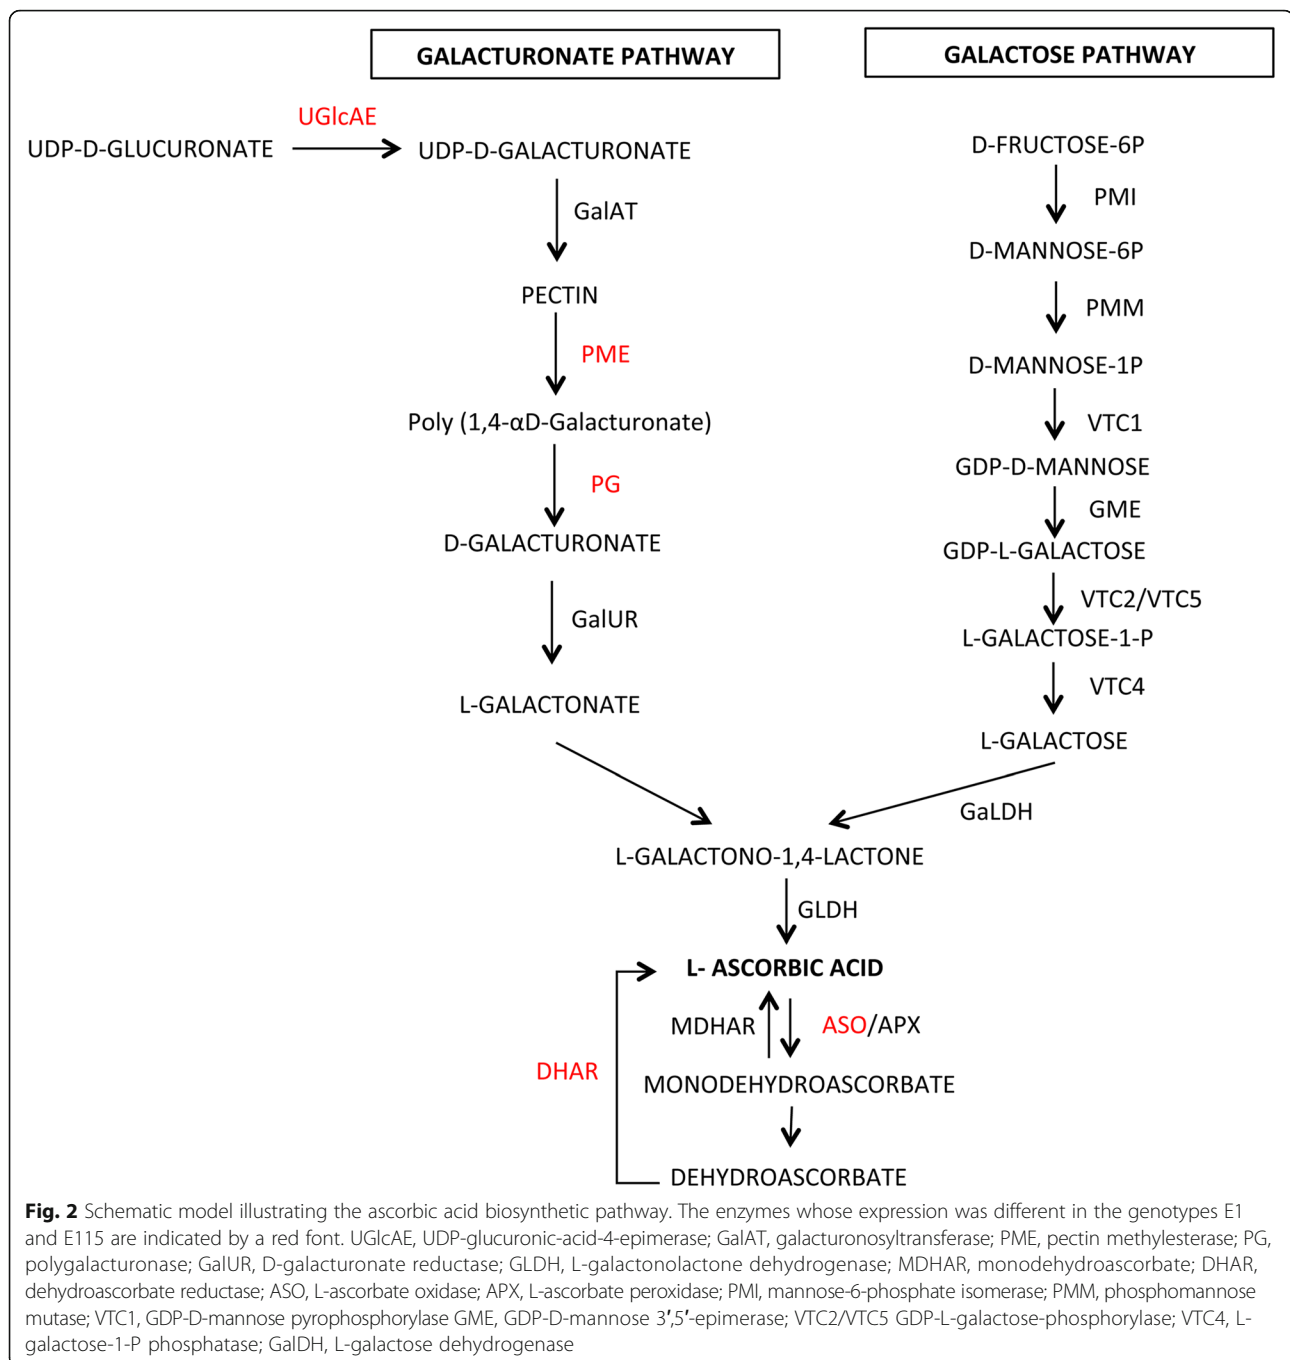 GALACTURONATE PATHWAY
GALACTOSE PATHWAY
UGlcAE
UDP-D-GLUCURONATE
UDP-D-GALACTURONATE
GalAT
PECTIN
PME
Poly (1,4-αD-Galacturonate)
PG
D-GALACTURONATE
GalUR
L-GALACTONATE
D-FRUCTOSE-6P
PMI
D-MANNOSE-6P
PMM
D-MANNOSE-1P
VTC1
GDP-D-MANNOSE
GME
GDP-L-GALACTOSE
VTC2/VTC5
L-GALACTOSE-1-P
VTC4
L-GALACTOSE
GaLDH
L-GALACTONO-1,4-LACTONE
GLDH
L- ASCORBIC ACID
MDHAR
ASO/APX
DHAR
MONODEHYDROASCORBATE
DEHYDROASCORBATE
Fig. 2 Schematic model illustrating the ascorbic acid biosynthetic pathway. The enzymes whose expression was different in the genotypes E1
and E115 are indicated by a red font. UGlcAE, UDP-glucuronic-acid-4-epimerase; GalAT, galacturonosyltransferase; PME, pectin methylesterase; PG,
polygalacturonase; GalUR, D-galacturonate reductase; GLDH, L-galactonolactone dehydrogenase; MDHAR, monodehydroascorbate; DHAR,
dehydroascorbate reductase; ASO, L-ascorbate oxidase; APX, L-ascorbate peroxidase; PMI, mannose-6-phosphate isomerase; PMM, phosphomannose
mutase; VTC1, GDP-D-mannose pyrophosphorylase GME, GDP-D-mannose 3′,5′-epimerase; VTC2/VTC5 GDP-L-galactose-phosphorylase; VTC4, L-
galactose-1-P phosphatase; GalDH, L-galactose dehydrogenase